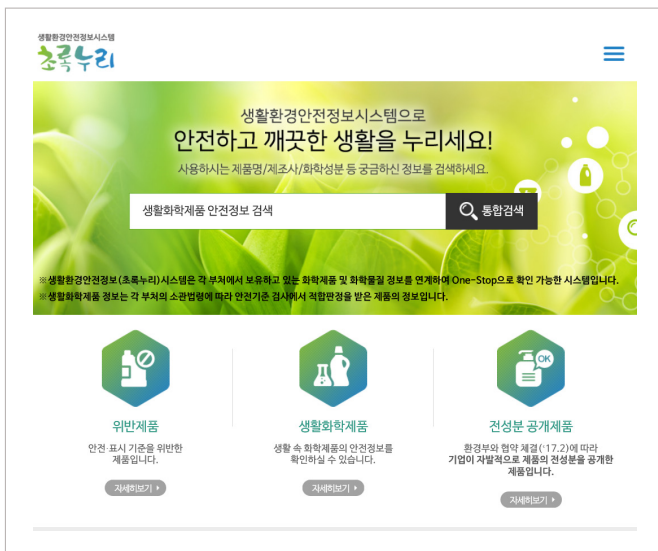 생활환경안전정보시스템
초록누리
생활환경안전정보시스템으로
안전하고 깨끗한 생활을 누리세요!
사용하시는 제품명/제조사/화학성분 등 궁금하신 정보를 검색하세요.
생활화학제품 안전정보 검색
통합검색
※생활환경안전정보(초록누리)시스템은 각 부처에서 보유하고 있는 화학제품 및 화학물질 정보를 연계하여 One-Stop으로 확인 가능한 시스템입니다.
※생활화학제품 정보는 각 부처의 소관법령에 따라 안전기준 검사에서 적합판정을 받은 제품의 정보입니다.
위반제품
안전·표시 기준을 위반한
제품입니다.
자세히보기
생활화학제품
생활 속 화학제품의 안전정보를
확인하실 수 있습니다.
자세히보기
OK
전성분 공개제품
환경부와 협약 체결('17.2)에 따라
기업이 자발적으로 제품의 전성분을 공개한
제품입니다.
자세히보기